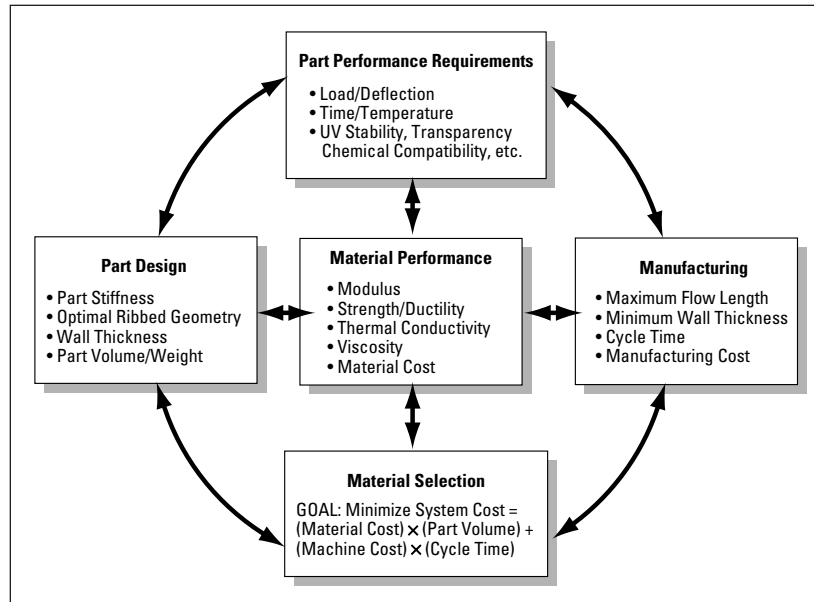 Part Performance Requirements
• Load/Deflection
• Time/Temperature
• UV Stability, Transparency
Chemical Compatibility, etc.
Part Design
• Part Stiffness
• Optimal Ribbed Geometry
• Wall Thickness
• Part Volume/Weight
Material Performance
• Modulus
• Strength/Ductility
• Thermal Conductivity
• Viscosity
• Material Cost
Manufacturing
• Maximum Flow Length
• Minimum Wall Thickness
• Cycle Time
• Manufacturing Cost
Material Selection
GOAL: Minimize System Cost =
(Material Cost) × (Part Volume) +
(Machine Cost) × (Cycle Time)